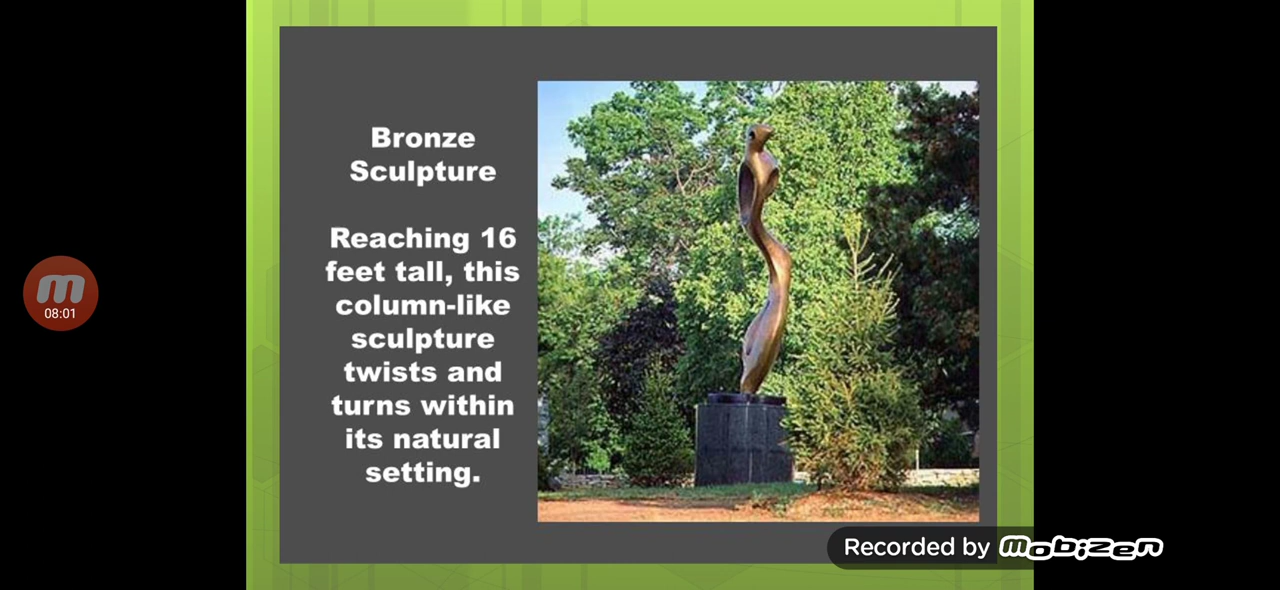 Bronze
Sculpture
Reaching 16
feet tall, this
column-like
sculpture
twists and
turns within
its natural
setting.
08:01
Recorded by mobizen